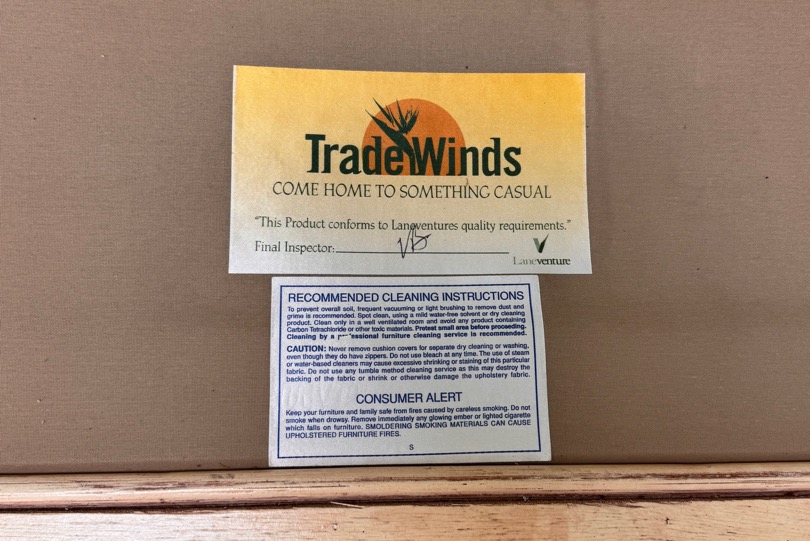 TradeWinds
COME HOME TO SOMETHING CASUAL
"This Product conforms to Laneventures quality requirements."
Final Inspector: VB
Laneventure
RECOMMENDED CLEANING INSTRUCTIONS
To prevent overall soil, frequent vacuuming or light brushing to remove dust and
grime is recommended. Spot clean, using a mild water-free solvent or dry cleaning
product. Clean only in a well ventilated room and avoid any product containing
Carbon Tetrachloride or other toxic materials. Pretest small area before proceeding.
Cleaning by a professional furniture cleaning service is recommended.
CAUTION: Never remove cushion covers for separate dry cleaning or washing,
even though they do have zippers. Do not use bleach at any time. The use of steam
or water-based cleaners may cause excessive shrinking or staining of this particular
fabric. Do not use any tumble method cleaning service as this may destroy the
backing of the fabric or shrink or otherwise damage the upholstery fabric.
CONSUMER ALERT
Keep your furniture and family safe from fires caused by careless smoking. Do not
smoke when drowsy. Remove immediately any glowing ember or lighted cigarette
which falls on furniture. SMOLDERING SMOKING MATERIALS CAN CAUSE
UPHOLSTERED FURNITURE FIRES.
S